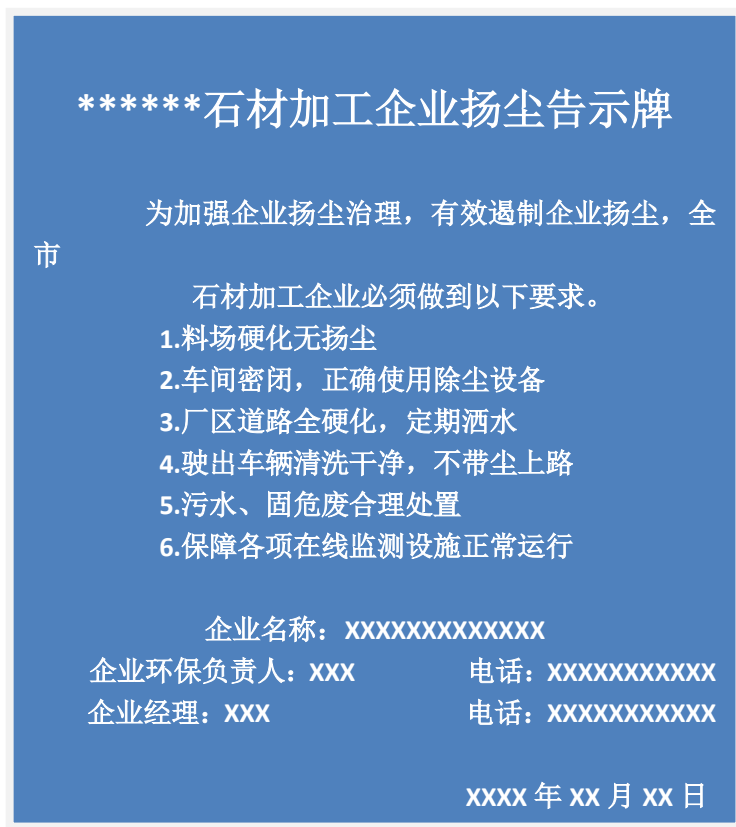 ******石材加工企业扬尘告示牌
为加强企业扬尘治理，有效遏制企业扬尘，全
市
石材加工企业必须做到以下要求。
1.料场硬化无扬尘
2.车间密闭，正确使用除尘设备
3.厂区道路全硬化，定期洒水
4.驶出车辆清洗干净，不带尘上路
5.污水、固危废合理处置
6.保障各项在线监测设施正常运行
企业名称：XXXXXXXXXXXXX
企业环保负责人：XXX 电话：XXXXXXXXXXX
企业经理：XXX 电话：XXXXXXXXXXX
XXXX 年 XX 月 XX 日